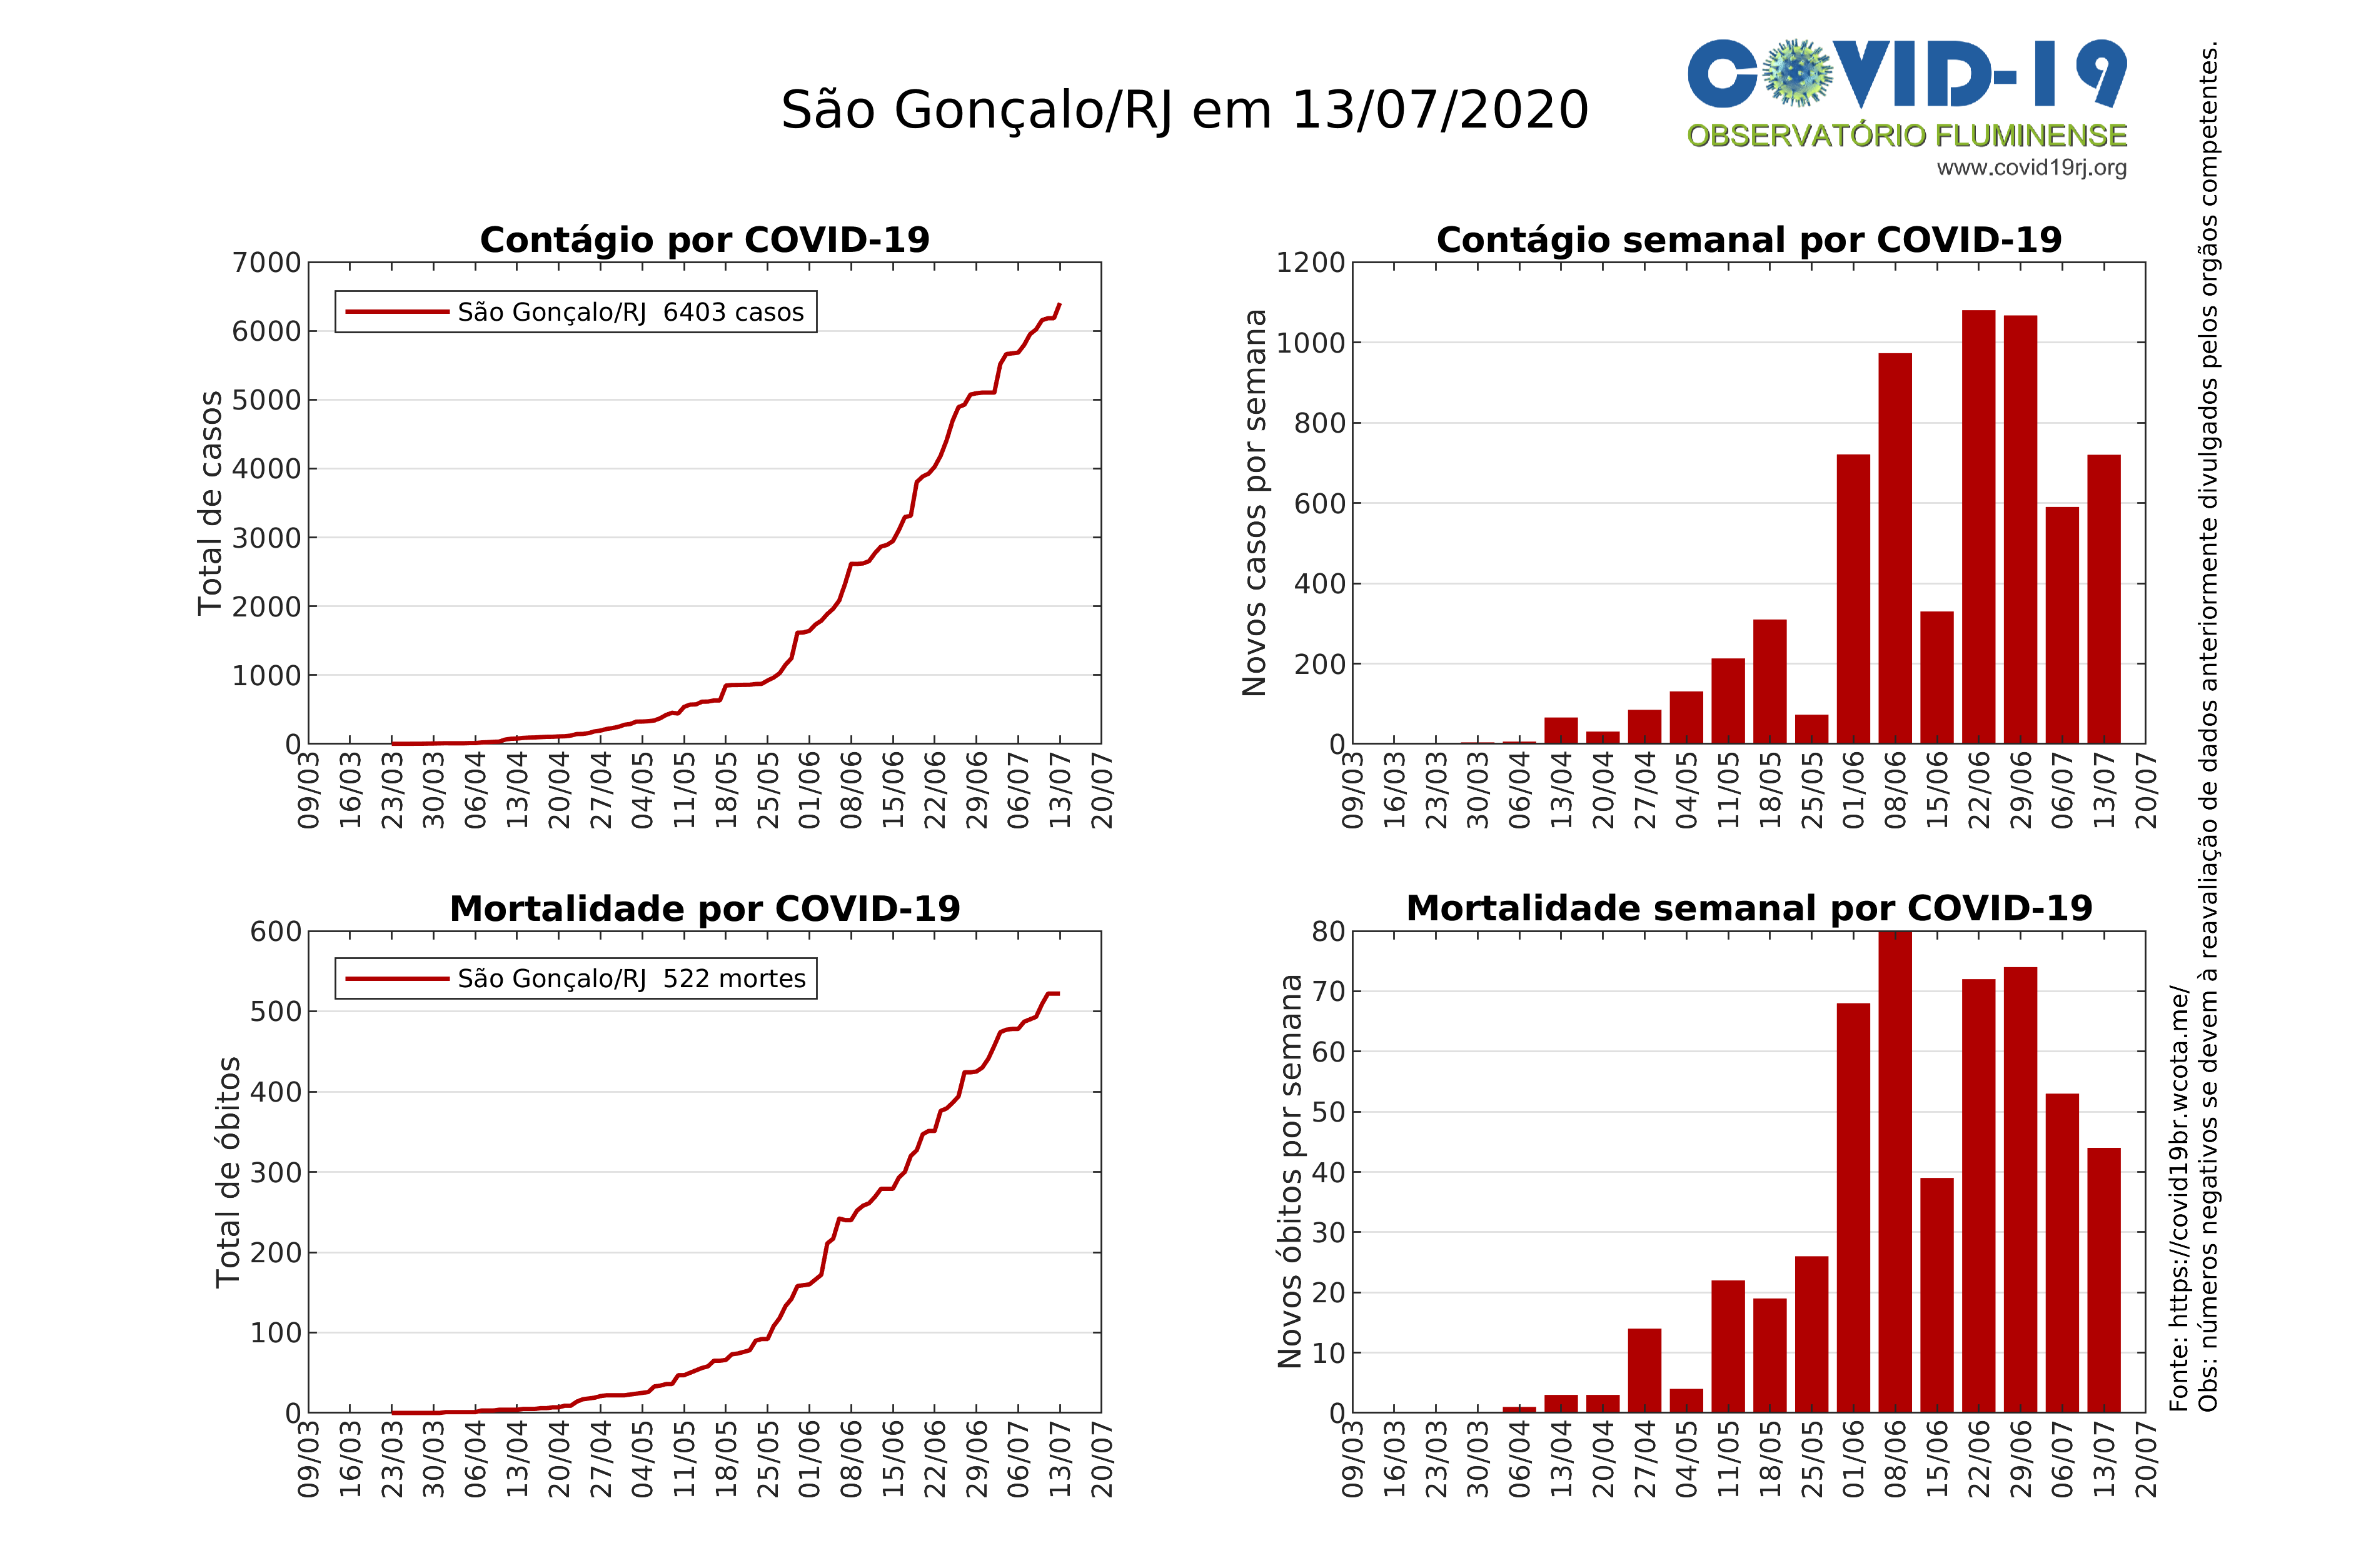 São Gonçalo/RJ em 13/07/2020
COVID-19
OBSERVATÓRIO FLUMINENSE
www.covid19rj.org
Contágio por COVID-19
Total de casos
7000
6000
5000
4000
3000
2000
1000
0
São Gonçalo/RJ 6403 casos
09/03 16/03 23/03 30/03 06/04 13/04 20/04 27/04 04/05 11/05 18/05 25/05 01/06 08/06 15/06 22/06 29/06 06/07 13/07 20/07
Contágio semanal por COVID-19
Novos casos por semana
1200
1000
800
600
400
200
0
09/03 16/03 23/03 30/03 06/04 13/04 20/04 27/04 04/05 11/05 18/05 25/05 01/06 08/06 15/06 22/06 29/06 06/07 13/07 20/07
Mortalidade por COVID-19
Total de óbitos
600
500
400
300
200
100
0
São Gonçalo/RJ 522 mortes
09/03 16/03 23/03 30/03 06/04 13/04 20/04 27/04 04/05 11/05 18/05 25/05 01/06 08/06 15/06 22/06 29/06 06/07 13/07 20/07
Mortalidade semanal por COVID-19
Novos óbitos por semana
80
70
60
50
40
30
20
10
0
09/03 16/03 23/03 30/03 06/04 13/04 20/04 27/04 04/05 11/05 18/05 25/05 01/06 08/06 15/06 22/06 29/06 06/07 13/07 20/07
Fonte: https://covid19br.wcota.me/
Obs: números negativos se devem à reavaliação de dados anteriormente divulgados pelos orgãos competentes.